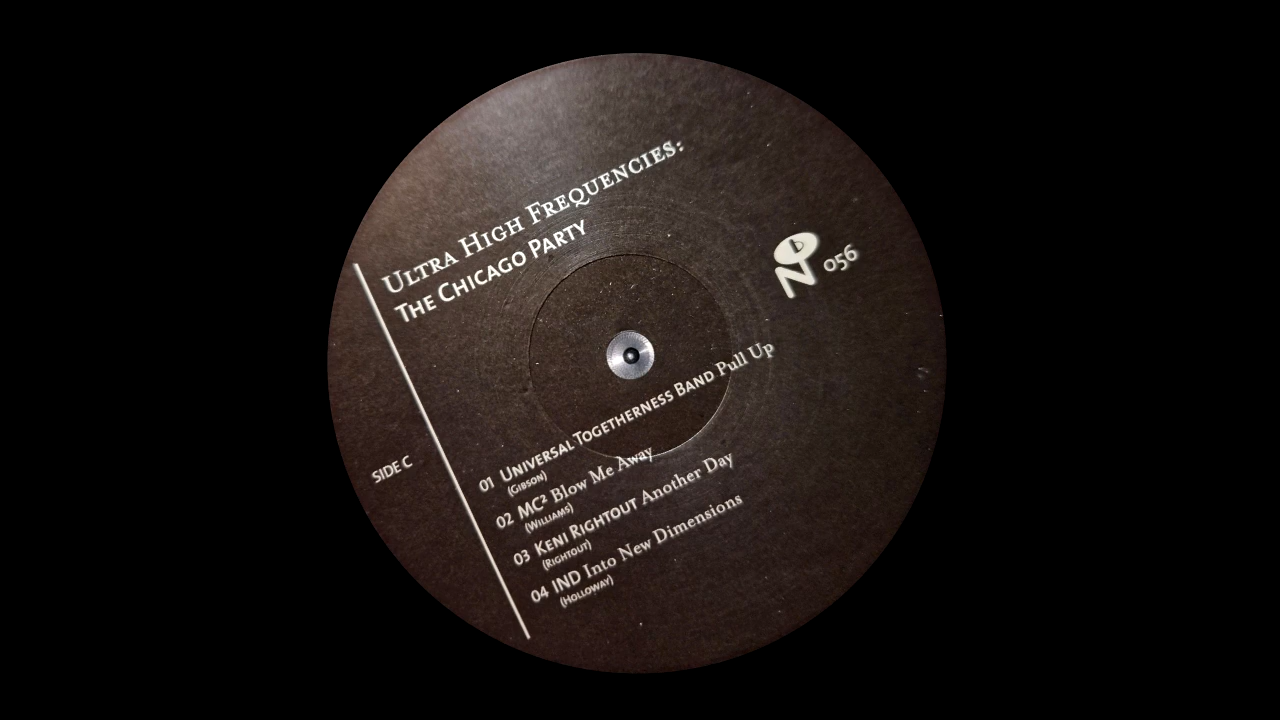 Ultra High Frequencies:
The Chicago Party
056
SIDE C
01 Universal Togetherness Band Pull Up
(Gibson)
02 MC² Blow Me Away
(Williams)
03 Keni Rightout Another Day
(Rightout)
04 IND Into New Dimensions
(Holloway)